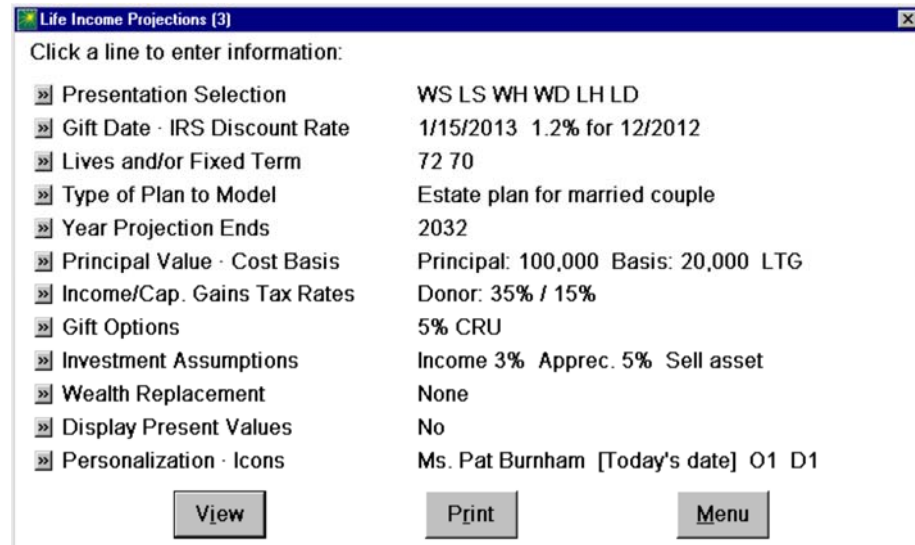 Life Income Projections (3)
Click a line to enter information:
Presentation Selection WS LS WH WD LH LD
Gift Date · IRS Discount Rate 1/15/2013 1.2% for 12/2012
Lives and/or Fixed Term 72 70
Type of Plan to Model Estate plan for married couple
Year Projection Ends 2032
Principal Value · Cost Basis Principal: 100,000 Basis: 20,000 LTG
Income/Cap. Gains Tax Rates Donor: 35% / 15%
Gift Options 5% CRU
Investment Assumptions Income 3% Apprec. 5% Sell asset
Wealth Replacement None
Display Present Values No
Personalization · Icons Ms. Pat Burnham [Today's date] O1 D1
View Print Menu